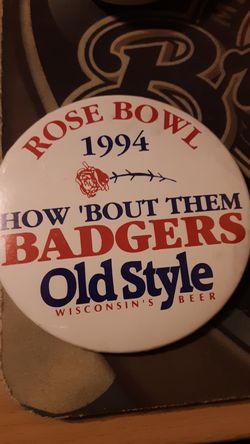 ROSE BOWL
1994
HOW 'BOUT THEM
BADGERS
Old Style
WISCONSIN'S BEER